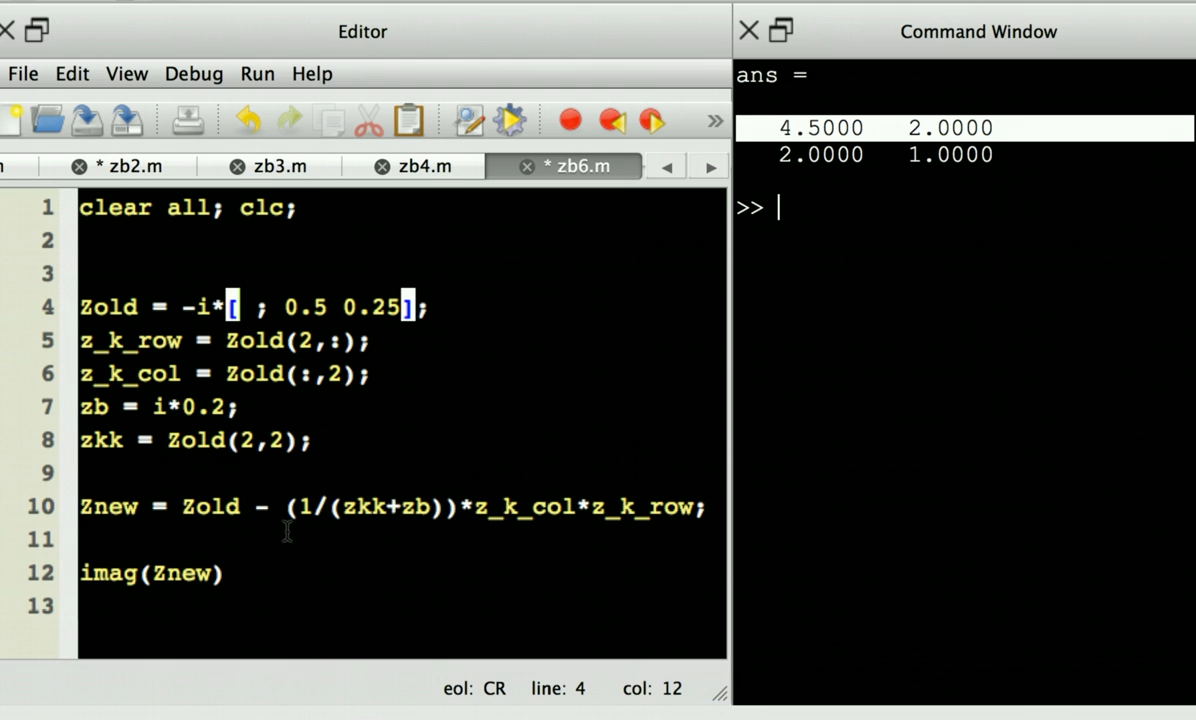 Editor
File Edit View Debug Run Help
»
* zb2.m zb3.m zb4.m * zb6.m
1 clear all; clc;
2
3
4 Zold = -i*[ ; 0.5 0.25];
5 z_k_row = Zold(2,:);
6 z_k_col = Zold(:,2);
7 zb = i*0.2;
8 zkk = Zold(2,2);
9
10 Znew = Zold - (1/(zkk+zb))*z_k_col*z_k_row;
11
12 imag(Znew)
13
eol: CR line: 4 col: 12
Command Window
ans =
4.5000 2.0000
2.0000 1.0000
>>